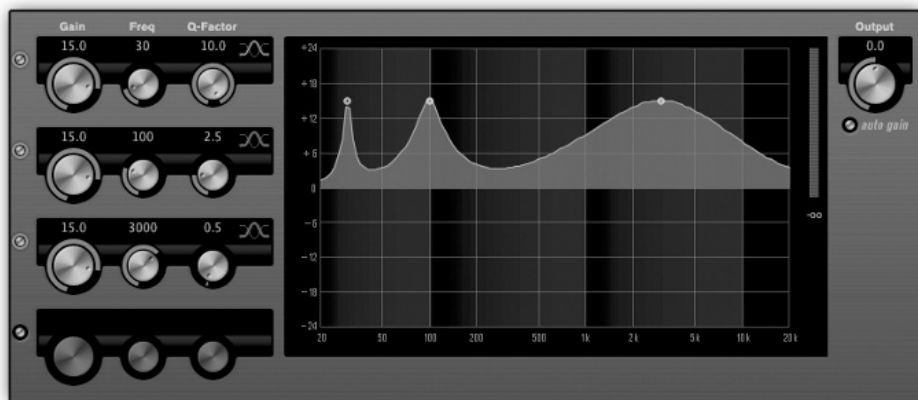 Gain Freq Q-Factor
15.0 30 10.0
15.0 100 2.5
15.0 3000 0.5
+24
+18
+12
+6
0
-6
-12
-18
-24
20 50 100 200 500 1k 2k 5k 10k 20k
-oo
Output
0.0
auto gain